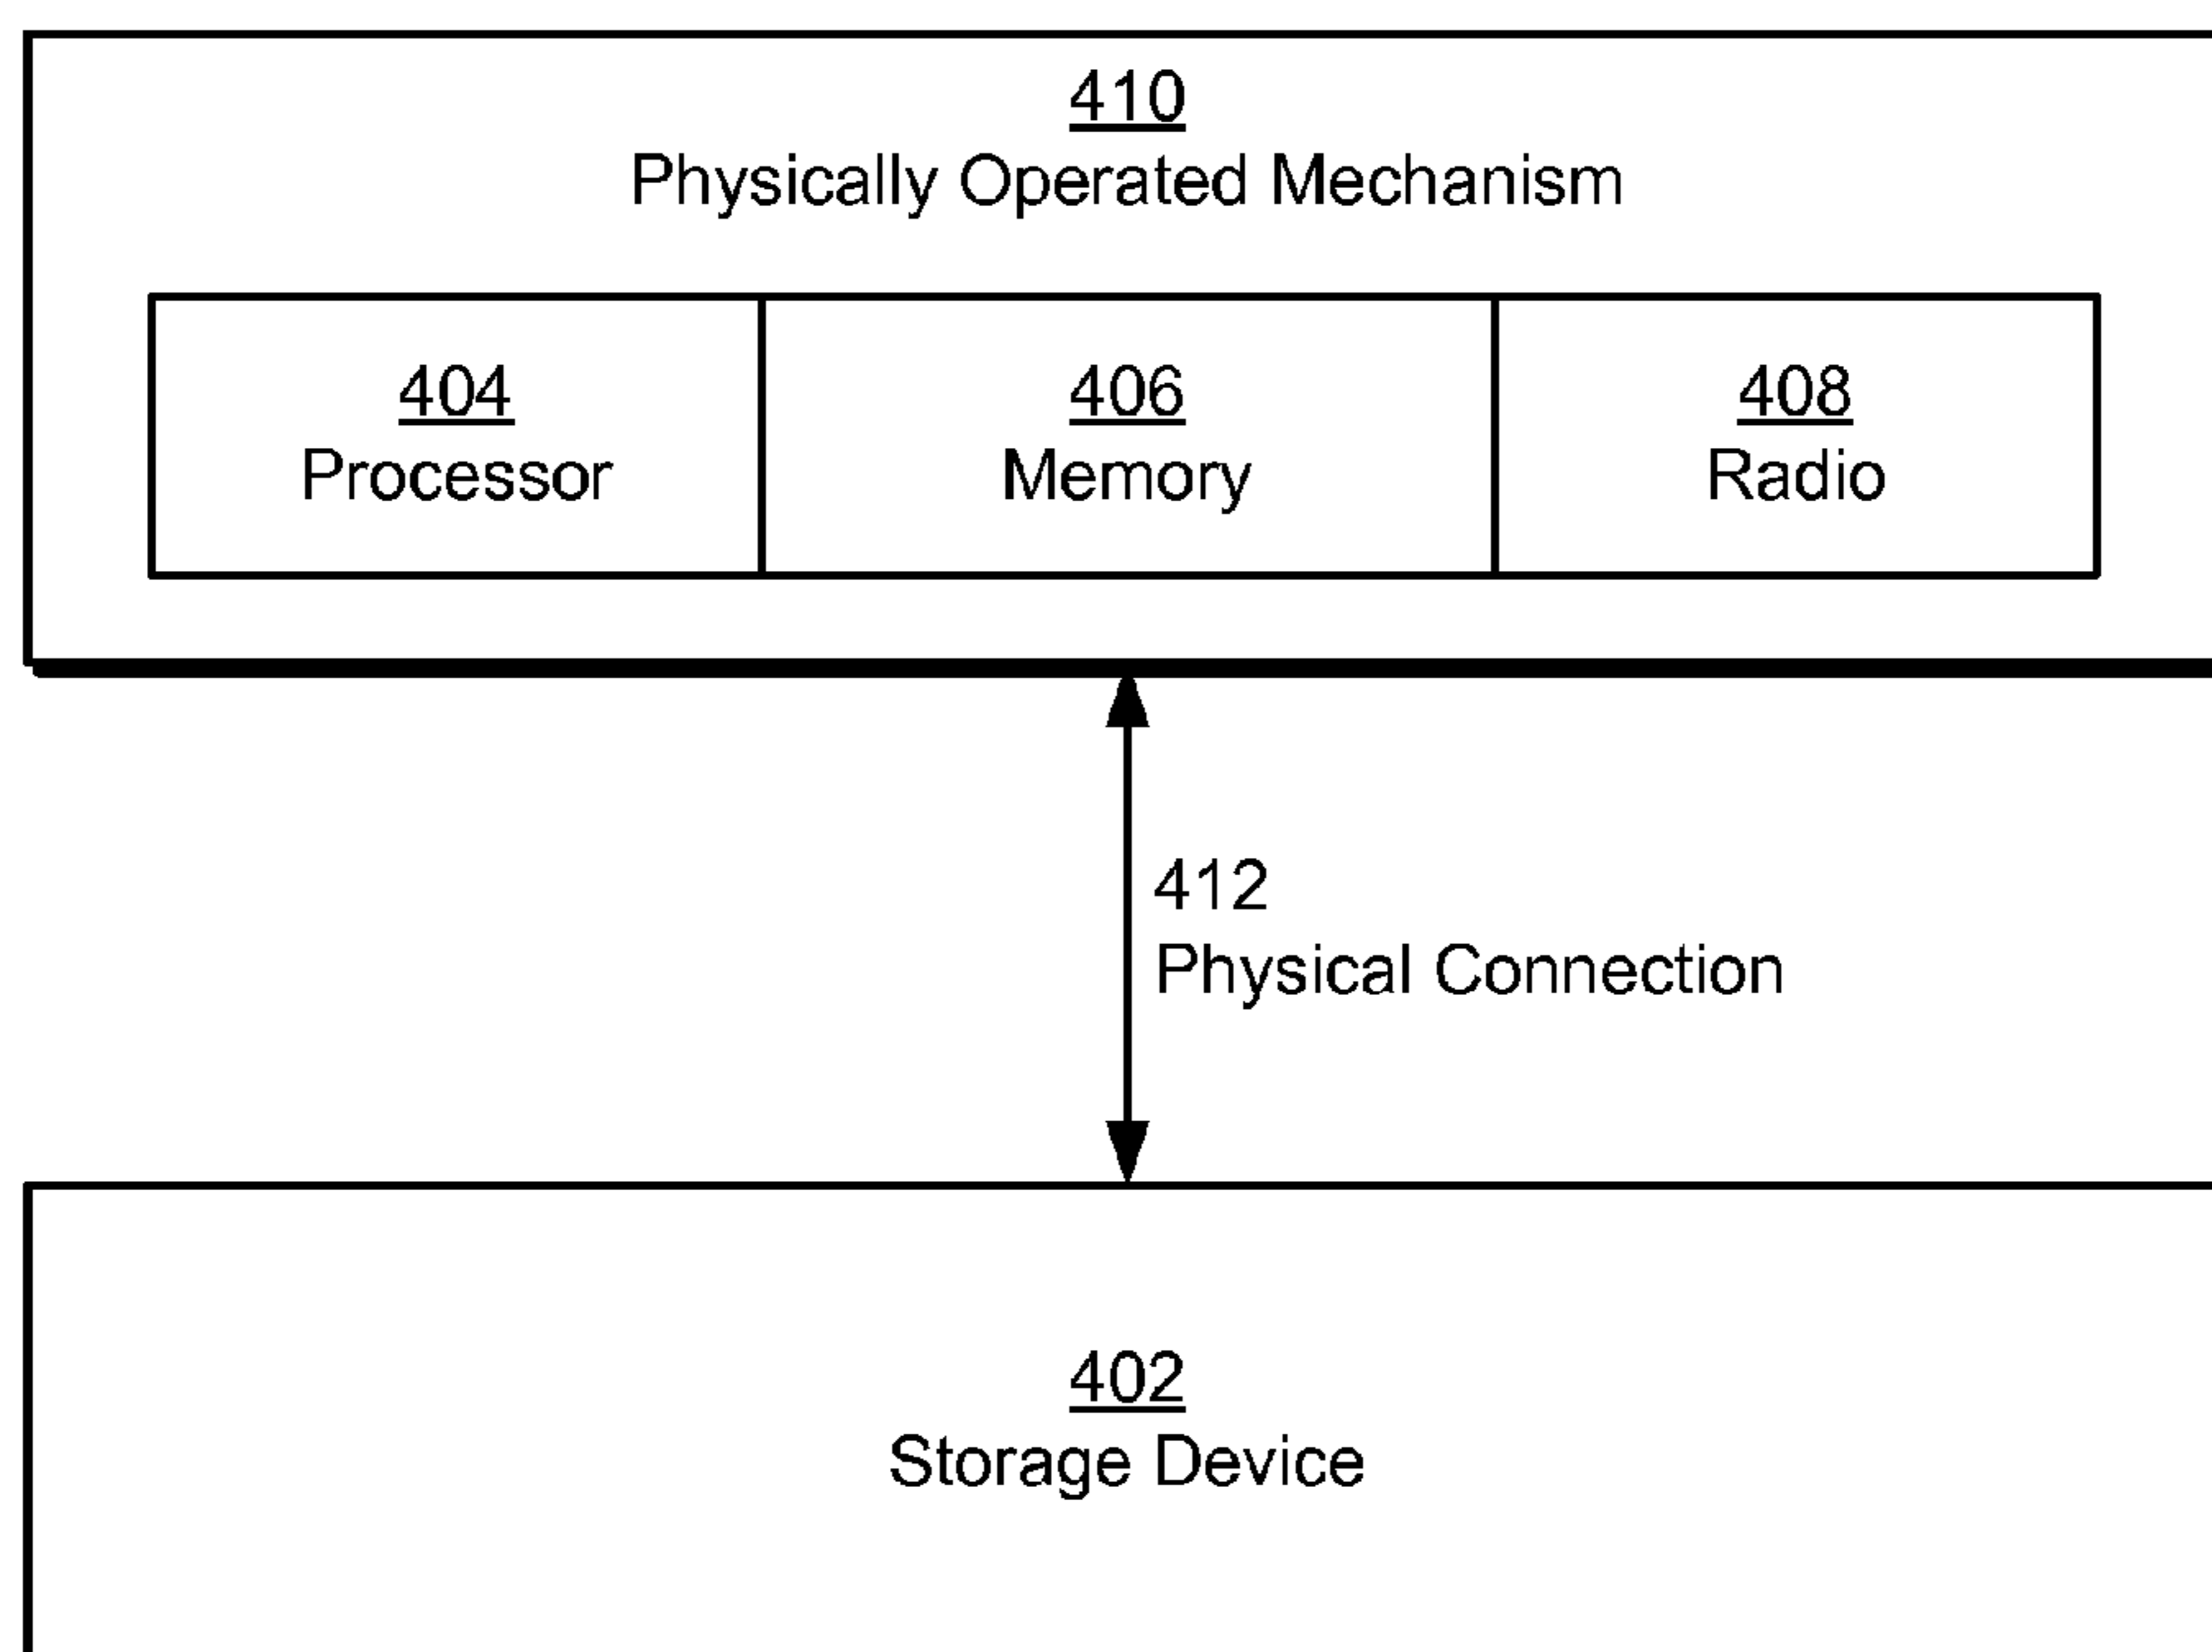 410
Physically Operated Mechanism
404
Processor
406
Memory
408
Radio
412
Physical Connection
402
Storage Device